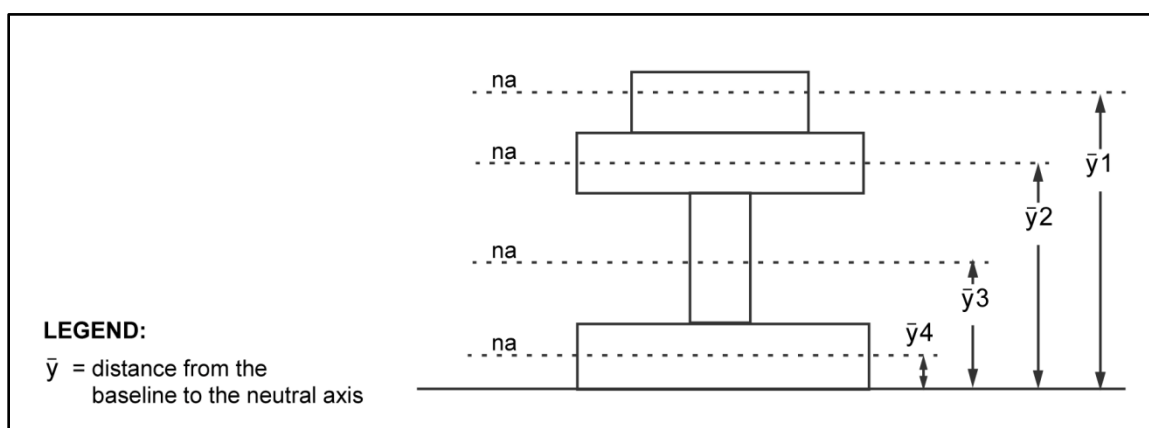 na
na
ȳ1
ȳ2
na
ȳ3
LEGEND:
ȳ4
na
ȳ = distance from the
baseline to the neutral axis